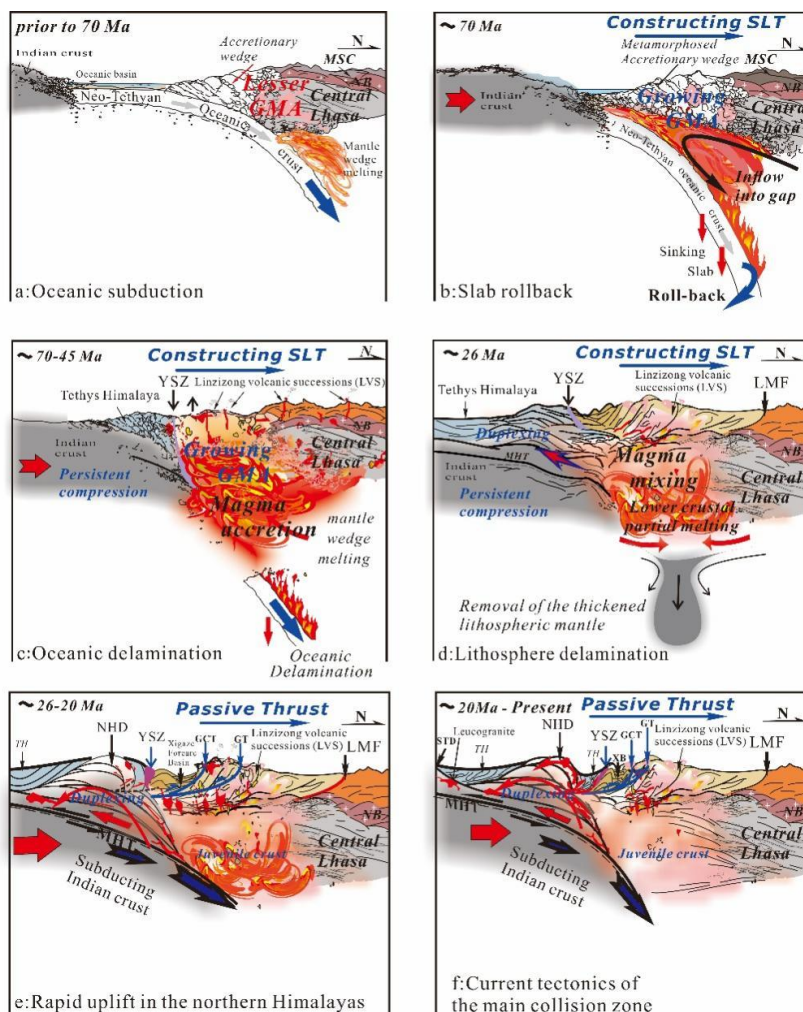 prior to 70 Ma
N
Indian crust
Accretionary
wedge
MSC
Oceanic basin
NB
Neo-Tethyan
Oceanic
crust
Lesser
GMA
Central
Lhasa
Mantle
wedge
melting
a:Oceanic subduction
~ 70 Ma
Constructing SLT
N
Metamorphosed
Accretionary wedge
MSC
Indian
crust
Growing
GMA
NB
Central
Lhasa
Neo-Tethyan oceanic crust
Inflow
into gap
Sinking
Slab
Roll-back
b:Slab rollback
~ 70-45 Ma
Constructing SLT
N
YSZ
Linzizong volcanic successions (LVS)
Tethys Himalaya
NB
Indian
crust
Growing
GMA
Central
Lhasa
Persistent
compression
Magma
accretion
mantle
wedge
melting
c:Oceanic delamination
Oceanic
Delamination
~ 26 Ma
Constructing SLT
N
YSZ
Linzizong volcanic
successions (LVS)
LMF
Tethys Himalaya
Duplexing
MHT
Indian
crust
NB
Magma
mixing
Central
Lhasa
Persistent
compression
Lower crustal
partial melting
Removal of the thickened
lithospheric mantle
d:Lithosphere delamination
~ 26-20 Ma
Passive Thrust
N
TH
NHD
YSZ
Xigaze
Forearc
Basin
GCT
GT
Linzizong volcanic
successions (LVS)
LMF
Duplexing
NB
MHT
Juvenile crust
Central
Lhasa
Subducting
Indian crust
e:Rapid uplift in the northern Himalayas
~ 20Ma - Present
Passive Thrust
N
STD
Leucogranite
TH
NHD
TH
YSZ
XB
GCT
GT
Linzizong volcanic
successions (LVS)
LMF
Duplexing
NB
MHT
Juvenile crust
Central
Lhasa
Subducting
Indian crust
f:Current tectonics of
the main collision zone